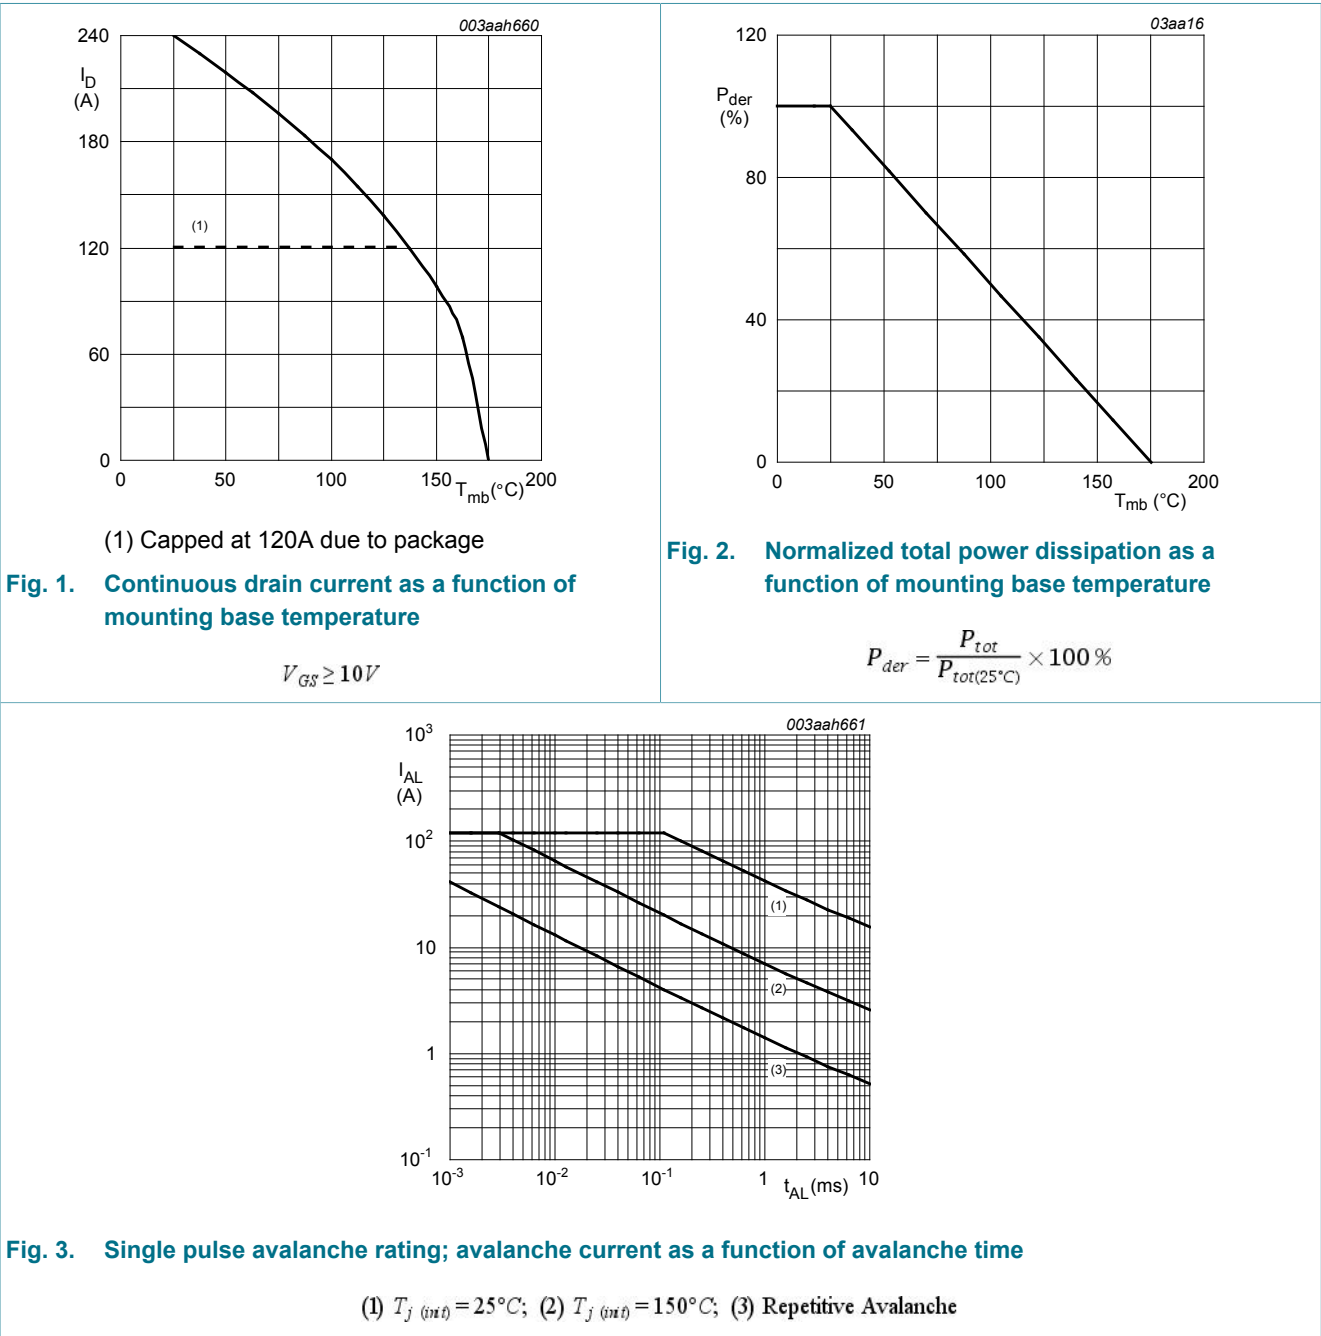 003aah660
240
I_D
(A)
180
(1)
120
60
0
0 50 100 150 T_mb(°C) 200
(1) Capped at 120A due to package
Fig. 1. Continuous drain current as a function of
mounting base temperature
V_GS ≥ 10V
03aa16
120
P_der
(%)
80
40
0
0 50 100 150 200
T_mb (°C)
Fig. 2. Normalized total power dissipation as a
function of mounting base temperature
P_der = P_tot / P_tot(25°C) × 100 %
003aah661
10^3
I_AL
(A)
10^2
(1)
10
(2)
1
(3)
10^-1
10^-3 10^-2 10^-1 1 t_AL(ms) 10
Fig. 3. Single pulse avalanche rating; avalanche current as a function of avalanche time
(1) T_j (init) = 25°C; (2) T_j (init) = 150°C; (3) Repetitive Avalanche